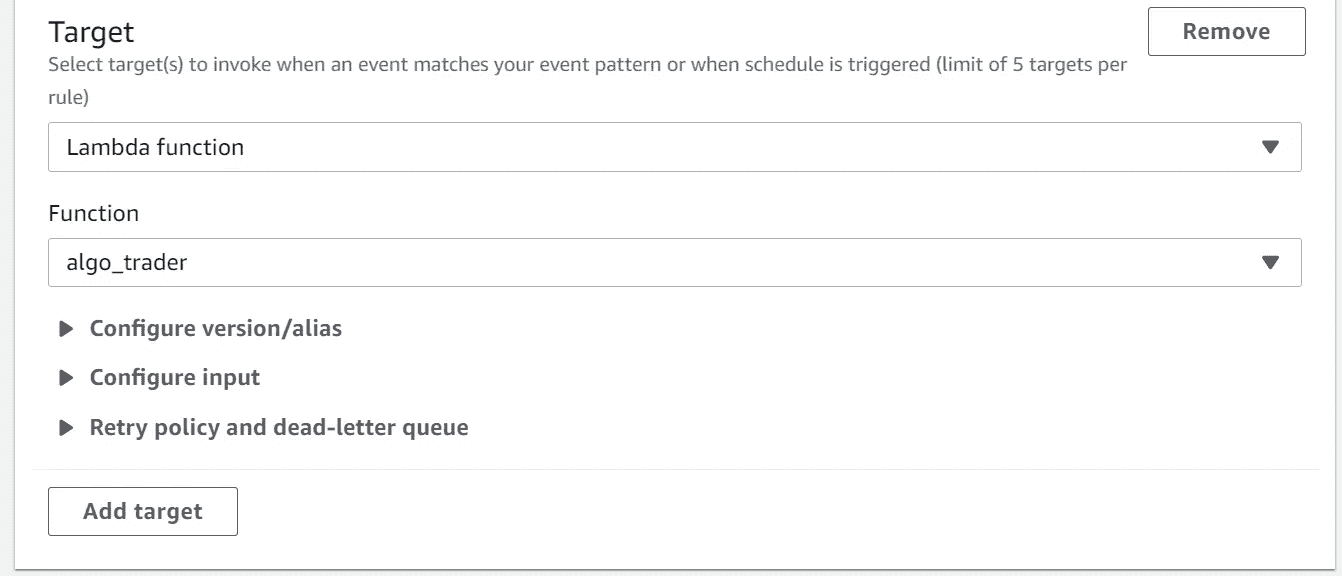 Target
Remove
Select target(s) to invoke when an event matches your event pattern or when schedule is triggered (limit of 5 targets per
rule)
Lambda function
Function
algo_trader
Configure version/alias
Configure input
Retry policy and dead-letter queue
Add target